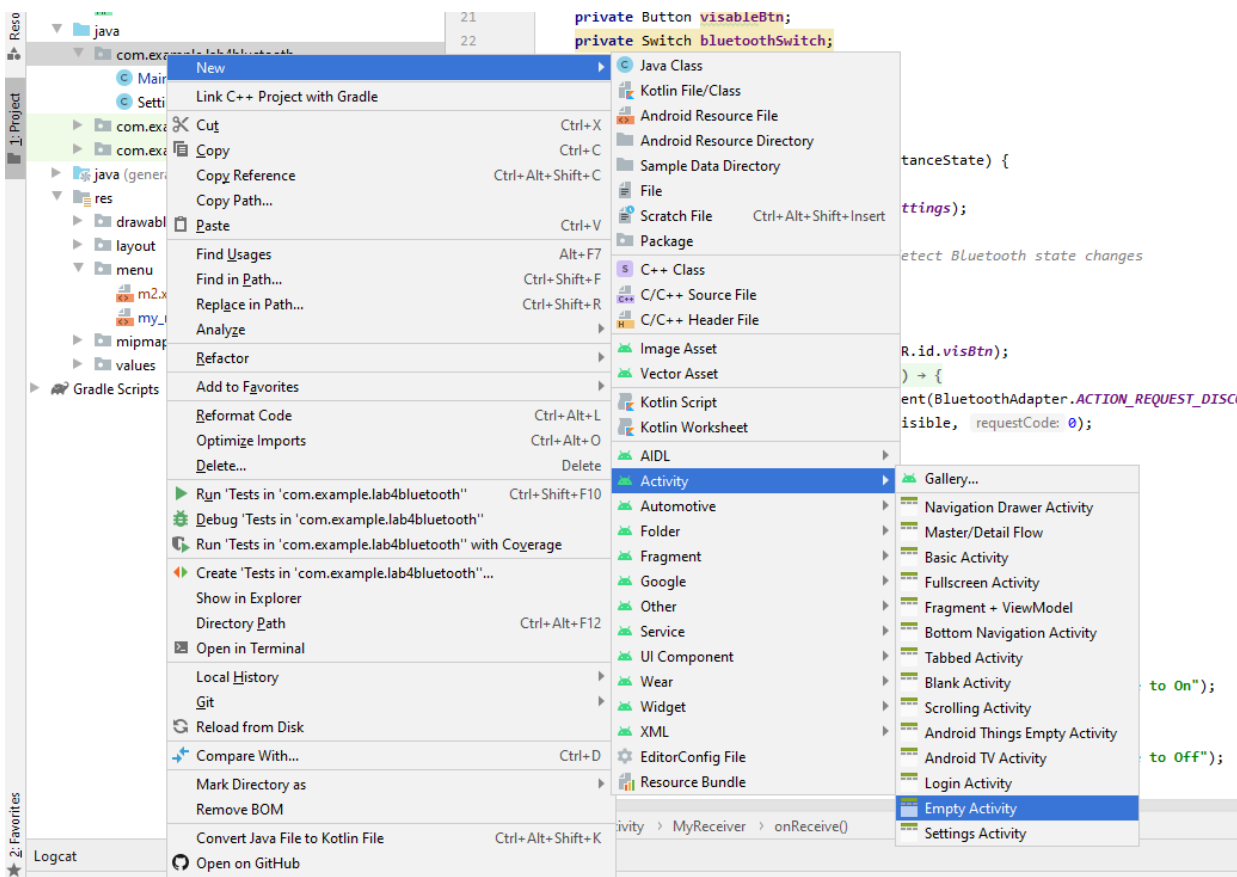 Reso
1: Project
2: Favorites
java
com.example.lab4bluetooth
Main
Setti
com.exa
com.exa
java (genera
res
drawabl
layout
menu
m2.x
my_
mipmap
values
Gradle Scripts
Logcat
21 private Button visableBtn;
22 private Switch bluetoothSwitch;
tanceState) {
ttings);
etect Bluetooth state changes
R.id.visBtn);
) → {
ent(BluetoothAdapter.ACTION_REQUEST_DISC
isible, requestCode: 0);
to On");
to Off");
ivity > MyReceiver > onReceive()
New
Link C++ Project with Gradle
Cut Ctrl+X
Copy Ctrl+C
Copy Reference Ctrl+Alt+Shift+C
Copy Path...
Paste Ctrl+V
Find Usages Alt+F7
Find in Path... Ctrl+Shift+F
Replace in Path... Ctrl+Shift+R
Analyze
Refactor
Add to Favorites
Reformat Code Ctrl+Alt+L
Optimize Imports Ctrl+Alt+O
Delete... Delete
Run 'Tests in 'com.example.lab4bluetooth'' Ctrl+Shift+F10
Debug 'Tests in 'com.example.lab4bluetooth''
Run 'Tests in 'com.example.lab4bluetooth'' with Coverage
Create 'Tests in 'com.example.lab4bluetooth''...
Show in Explorer
Directory Path Ctrl+Alt+F12
Open in Terminal
Local History
Git
Reload from Disk
Compare With... Ctrl+D
Mark Directory as
Remove BOM
Convert Java File to Kotlin File Ctrl+Alt+Shift+K
Open on GitHub
Java Class
Kotlin File/Class
Android Resource File
Android Resource Directory
Sample Data Directory
File
Scratch File Ctrl+Alt+Shift+Insert
Package
C++ Class
C/C++ Source File
C/C++ Header File
Image Asset
Vector Asset
Kotlin Script
Kotlin Worksheet
AIDL
Activity
Automotive
Folder
Fragment
Google
Other
Service
UI Component
Wear
Widget
XML
EditorConfig File
Resource Bundle
Gallery...
Navigation Drawer Activity
Master/Detail Flow
Basic Activity
Fullscreen Activity
Fragment + ViewModel
Bottom Navigation Activity
Tabbed Activity
Blank Activity
Scrolling Activity
Android Things Empty Activity
Android TV Activity
Login Activity
Empty Activity
Settings Activity